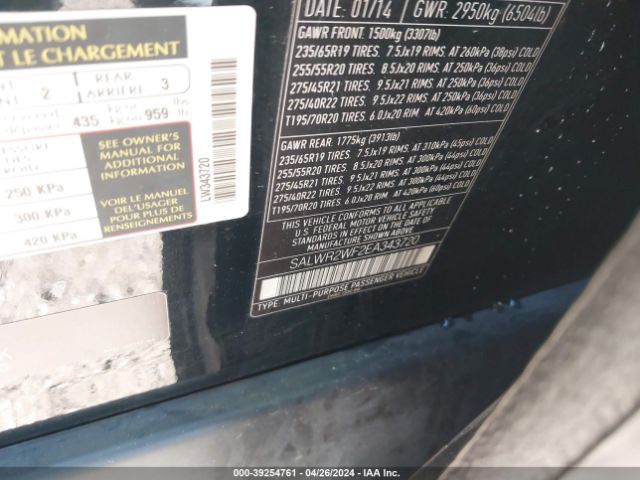 RMATION
T LE CHARGEMENT
NT 2 REAR ARRIÈRE 3
435 kg or 959 lbs
250 KPa
300 KPa
420 KPa
SEE OWNER'S
MANUAL FOR
ADDITIONAL
INFORMATION
VOIR LE MANUEL
DEL'USAGER
POUR PLUS DE
RENSEIGNEMENTS
LW343720
DATE: 01/14 GWR: 2950kg (6504lb)
GAWR FRONT 1500kg (3307lb)
235/65R19 TIRES. 7.5Jx19 RIMS. AT 260kPa (38psi) COLD
255/55R20 TIRES. 8.5Jx20 RIMS. AT 250kPa (36psi) COLD
275/45R21 TIRES. 9.5Jx21 RIMS. AT 250kPa (36psi) COLD
275/40R22 TIRES. 9.5Jx22 RIMS. AT 250kPa (36psi) COLD
T195/70R20 TIRES. 6.0Jx20 RIMS. AT 420kPa (60psi) COLD
GAWR REAR. 1775kg (3913lb)
235/65R19 TIRES. 7.5Jx19 RIMS. AT 310kPa (45psi) COLD
255/55R20 TIRES. 8.5Jx20 RIMS. AT 300kPa (44psi) COLD
275/45R21 TIRES. 9.5Jx21 RIMS. AT 300kPa (44psi) COLD
275/40R22 TIRES. 9.5Jx22 RIMS. AT 300kPa (44psi) COLD
T195/70R20 TIRES. 6.0Jx20 RIMS. AT 420kPa (60psi) COLD
THIS VEHICLE CONFORMS TO ALL APPLICABLE
U.S FEDERAL MOTOR VEHICLE SAFETY
STANDARDS IN EFFECT ON THE DATE OF
MANUFACTURE SHOWN ABOVE
SALWR2WF2EA343720
TYPE: MULTI-PURPOSE PASSENGER VEHICLE
000-39254761 - 04/26/2024 - IAA Inc.